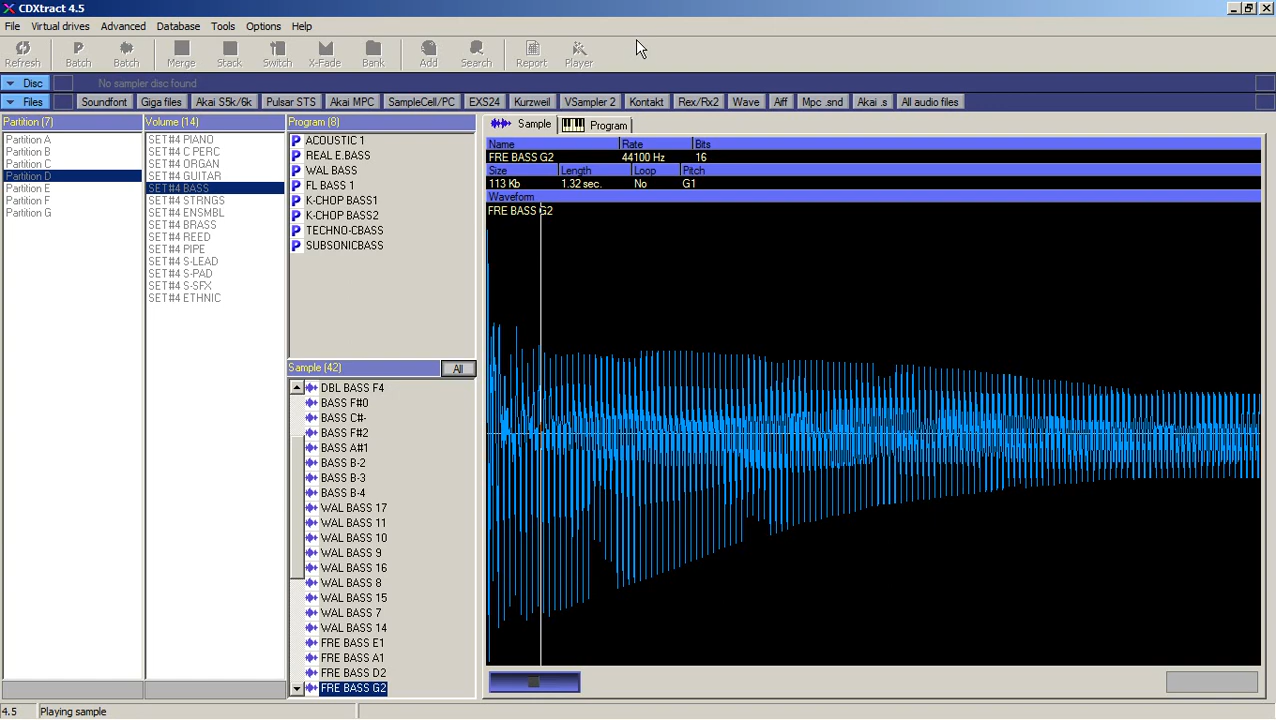 CDXtract 4.5
File Virtual drives Advanced Database Tools Options Help
Refresh Batch Batch Merge Stack Switch X-Fade Bank Add Search Report Player
Disc No sampler disc found
Files Soundfont Giga files Akai S5k/6k Pulsar STS Akai MPC SampleCell/PC EXS24 Kurzweil VSampler 2 Kontakt Rex/Rx2 Wave Aiff Mpc .snd Akai .s All audio files
Partition (7)
Partition A
Partition B
Partition C
Partition D
Partition E
Partition F
Partition G
Volume (14)
SET#4 PIANO
SET#4 C PERC
SET#4 ORGAN
SET#4 GUITAR
SET#4 BASS
SET#4 STRNGS
SET#4 ENSMBL
SET#4 BRASS
SET#4 REED
SET#4 PIPE
SET#4 S-LEAD
SET#4 S-PAD
SET#4 S-SFX
SET#4 ETHNIC
Program (8)
P ACOUSTIC 1
P REAL E.BASS
P WAL BASS
P FL BASS 1
P K-CHOP BASS1
P K-CHOP BASS2
P TECHNO-CBASS
P SUBSONICBASS
Sample (42) All
DBL BASS F4
BASS F#0
BASS C#-
BASS F#2
BASS A#1
BASS B-2
BASS B-3
BASS B-4
WAL BASS 17
WAL BASS 11
WAL BASS 10
WAL BASS 9
WAL BASS 16
WAL BASS 8
WAL BASS 15
WAL BASS 7
WAL BASS 14
FRE BASS E1
FRE BASS A1
FRE BASS D2
FRE BASS G2
Sample Program
Name Rate Bits
FRE BASS G2 44100 Hz 16
Size Length Loop Pitch
113 Kb 1.32 sec. No G1
Waveform
FRE BASS G2
4.5 Playing sample